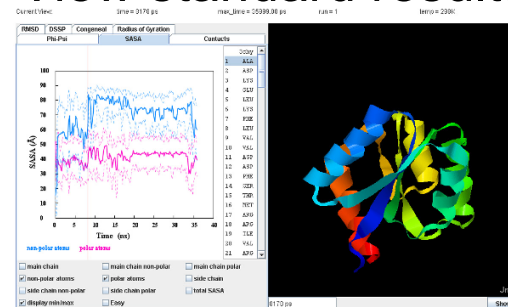 Current View: time = 8170 ps max_time = 35999.00 ps run = 1 temp = 298K
RMSD DSSP Congeneal Radius of Gyration
Phi-Psi SASA Contacts
1 ALA
2 ASP
3 LYS
4 GLU
5 LEU
6 LYS
7 PHE
8 LEU
9 VAL
10 VAL
11 ASP
12 ASP
13 PHE
14 SER
15 THR
16 MET
17 ARG
18 ARG
19 ILE
20 VAL
21 ARG
SASA (Å)
100
90
80
70
60
50
40
30
20
10
0
0 5 10 15 20 25 30 35 40
Time (ns)
non-polar atoms polar atoms
main chain main chain non-polar main chain polar
non-polar atoms polar atoms side chain
side chain non-polar side chain polar total SASA
display min/max Easy
8170 ps